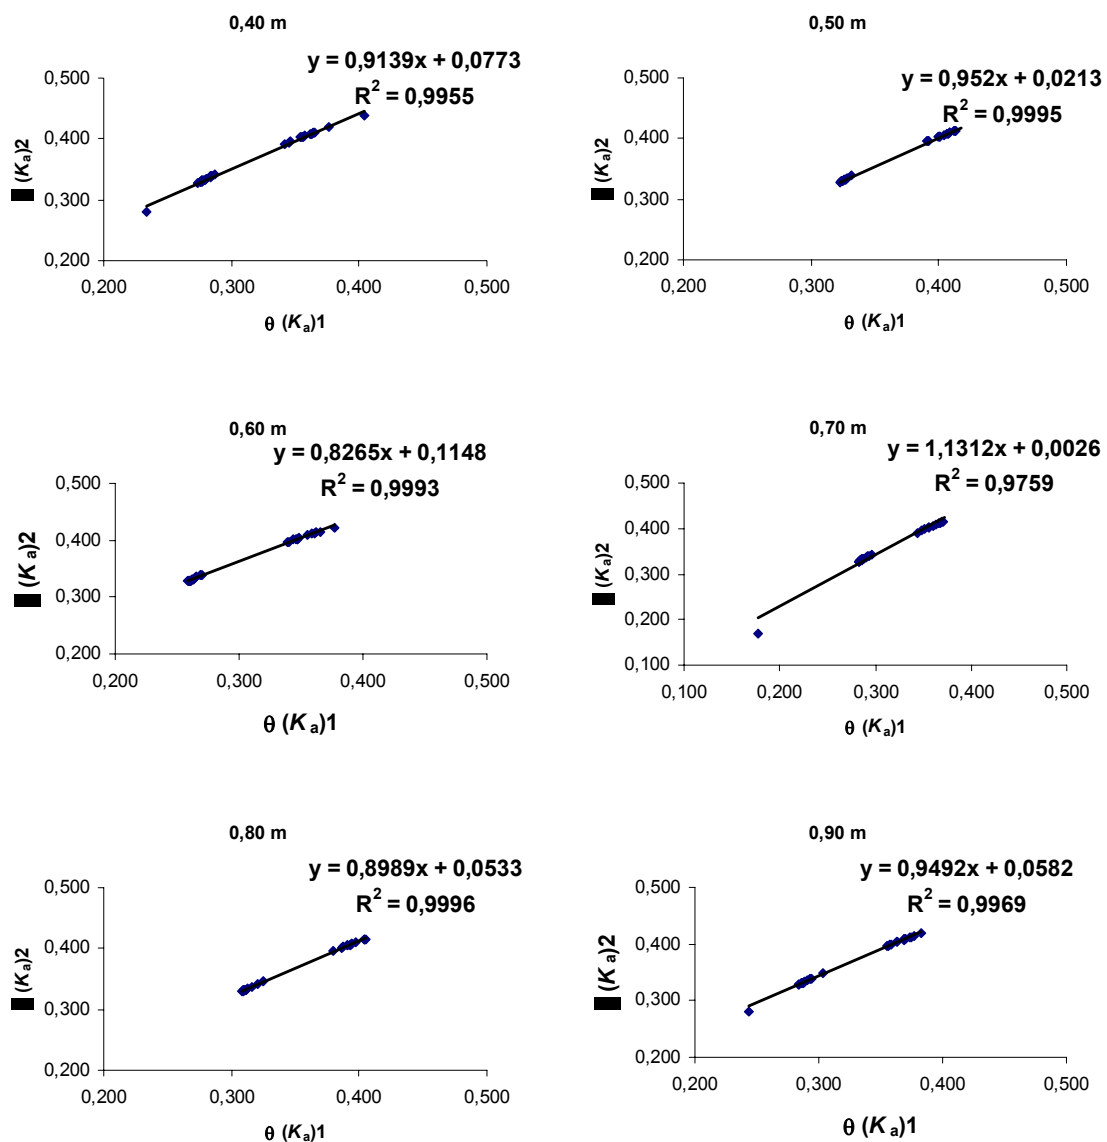 0,40 m
y = 0,9139x + 0,0773
R2 = 0,9955
0,500
0,400
0,300
0,200
0,200 0,300 0,400 0,500
(Ka)2
θ (Ka)1
0,50 m
y = 0,952x + 0,0213
R2 = 0,9995
0,500
0,400
0,300
0,200
0,200 0,300 0,400 0,500
(Ka)2
θ (Ka)1
0,60 m
y = 0,8265x + 0,1148
R2 = 0,9993
0,500
0,400
0,300
0,200
0,200 0,300 0,400 0,500
(Ka)2
θ (Ka)1
0,70 m
y = 1,1312x + 0,0026
R2 = 0,9759
0,500
0,400
0,300
0,200
0,100
0,100 0,200 0,300 0,400 0,500
(Ka)2
θ (Ka)1
0,80 m
y = 0,8989x + 0,0533
R2 = 0,9996
0,500
0,400
0,300
0,200
0,200 0,300 0,400 0,500
(Ka)2
θ (Ka)1
0,90 m
y = 0,9492x + 0,0582
R2 = 0,9969
0,500
0,400
0,300
0,200
0,200 0,300 0,400 0,500
(Ka)2
θ (Ka)1